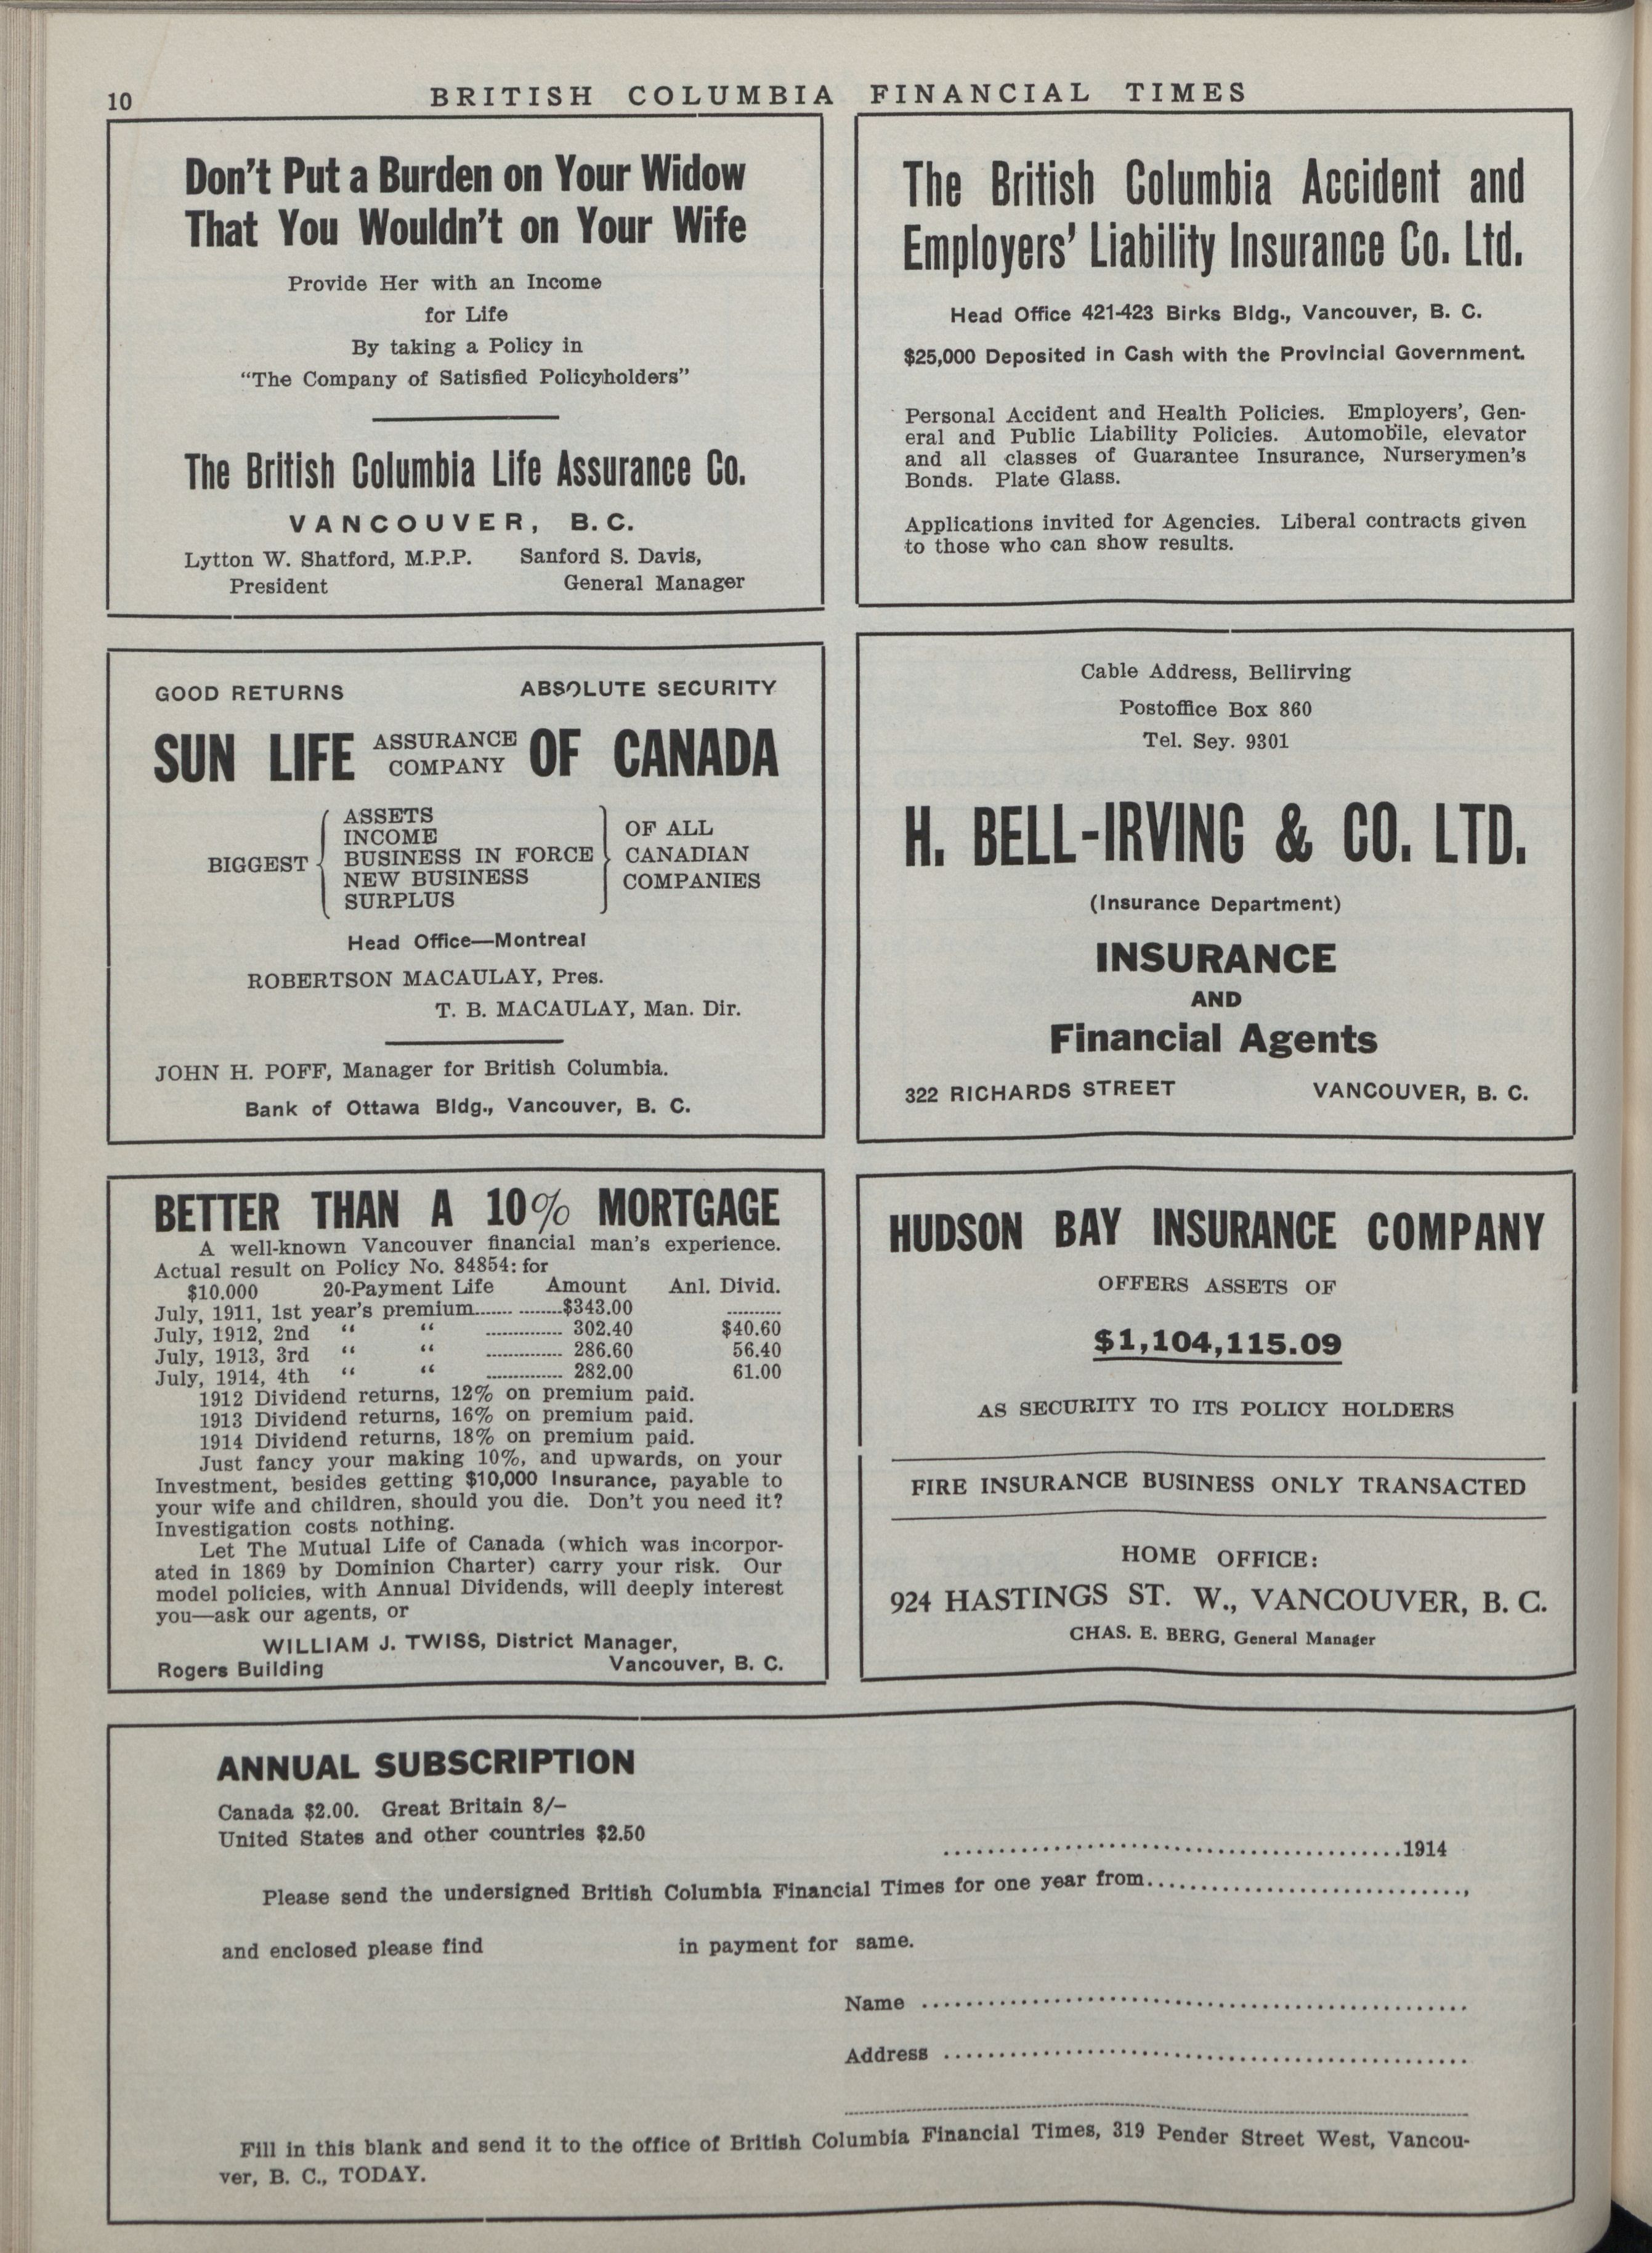 10
BRITISH COLUMBIA FINANCIAL TIMES
Don't Put a Burden on Your Widow
That You Wouldn't on Your Wife
Provide Her with an Income
for Life
By taking a Policy in
"The Company of Satisfied Policyholders"
The British Columbia Life Assurance Co.
VANCOUVER, B.C.
Lytton W. Shatford, M.P.P. Sanford S. Davis,
President General Manager
The British Columbia Accident and
Employers' Liability Insurance Co. Ltd.
Head Office 421-423 Birks Bldg., Vancouver, B. C.
$25,000 Deposited in Cash with the Provincial Government.
Personal Accident and Health Policies. Employers', Gen-
eral and Public Liability Policies. Automobile, elevator
and all classes of Guarantee Insurance, Nurserymen's
Bonds. Plate Glass.
Applications invited for Agencies. Liberal contracts given
to those who can show results.
GOOD RETURNS ABSOLUTE SECURITY
SUN LIFE ASSURANCE COMPANY OF CANADA
BIGGEST
ASSETS
INCOME
BUSINESS IN FORCE
NEW BUSINESS
SURPLUS
OF ALL
CANADIAN
COMPANIES
Head Office—Montreal
ROBERTSON MACAULAY, Pres.
T. B. MACAULAY, Man. Dir.
JOHN H. POFF, Manager for British Columbia.
Bank of Ottawa Bldg., Vancouver, B. C.
Cable Address, Bellirving
Postoffice Box 860
Tel. Sey. 9301
H. BELL-IRVING & CO. LTD.
(Insurance Department)
INSURANCE
AND
Financial Agents
322 RICHARDS STREET VANCOUVER, B. C.
BETTER THAN A 10% MORTGAGE
A well-known Vancouver financial man's experience.
Actual result on Policy No. 84854: for
$10.000 20-Payment Life Amount Anl. Divid.
July, 1911, 1st year's premium....... ........$343.00 ..........
July, 1912, 2nd " " .............. 302.40 $40.60
July, 1913, 3rd " " .............. 286.60 56.40
July, 1914, 4th " " .............. 282.00 61.00
1912 Dividend returns, 12% on premium paid.
1913 Dividend returns, 16% on premium paid.
1914 Dividend returns, 18% on premium paid.
Just fancy your making 10%, and upwards, on your
Investment, besides getting $10,000 Insurance, payable to
your wife and children, should you die. Don't you need it?
Investigation costs nothing.
Let The Mutual Life of Canada (which was incorpor-
ated in 1869 by Dominion Charter) carry your risk. Our
model policies, with Annual Dividends, will deeply interest
you—ask our agents, or
WILLIAM J. TWISS, District Manager,
Rogers Building Vancouver, B. C.
HUDSON BAY INSURANCE COMPANY
OFFERS ASSETS OF
$1,104,115.09
AS SECURITY TO ITS POLICY HOLDERS
FIRE INSURANCE BUSINESS ONLY TRANSACTED
HOME OFFICE:
924 HASTINGS ST. W., VANCOUVER, B. C.
CHAS. E. BERG, General Manager
ANNUAL SUBSCRIPTION
Canada $2.00. Great Britain 8/–
United States and other countries $2.50
..........................................1914
Please send the undersigned British Columbia Financial Times for one year from..............................,
and enclosed please find in payment for same.
Name ..................................................
Address ................................................
Fill in this blank and send it to the office of British Columbia Financial Times, 319 Pender Street West, Vancou-
ver, B. C., TODAY.